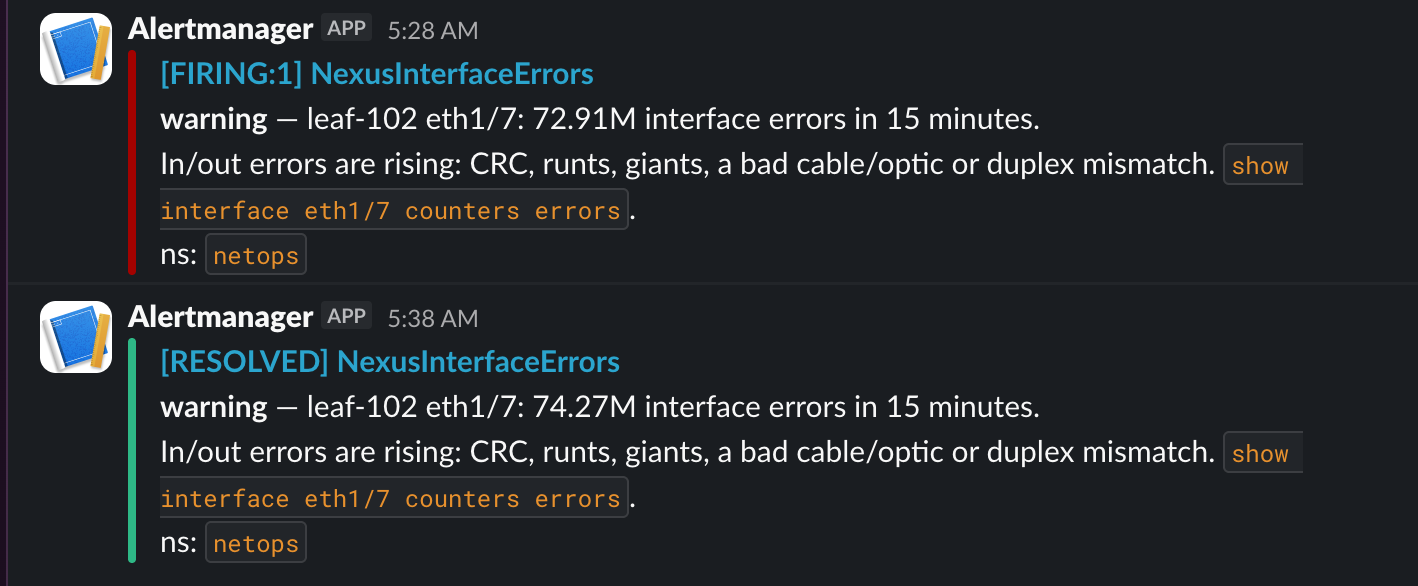 Alertmanager APP 5:28 AM
[FIRING:1] NexusInterfaceErrors
warning — leaf-102 eth1/7: 72.91M interface errors in 15 minutes.
In/out errors are rising: CRC, runts, giants, a bad cable/optic or duplex mismatch. show
interface eth1/7 counters errors.
ns: netops
Alertmanager APP 5:38 AM
[RESOLVED] NexusInterfaceErrors
warning — leaf-102 eth1/7: 74.27M interface errors in 15 minutes.
In/out errors are rising: CRC, runts, giants, a bad cable/optic or duplex mismatch. show
interface eth1/7 counters errors.
ns: netops